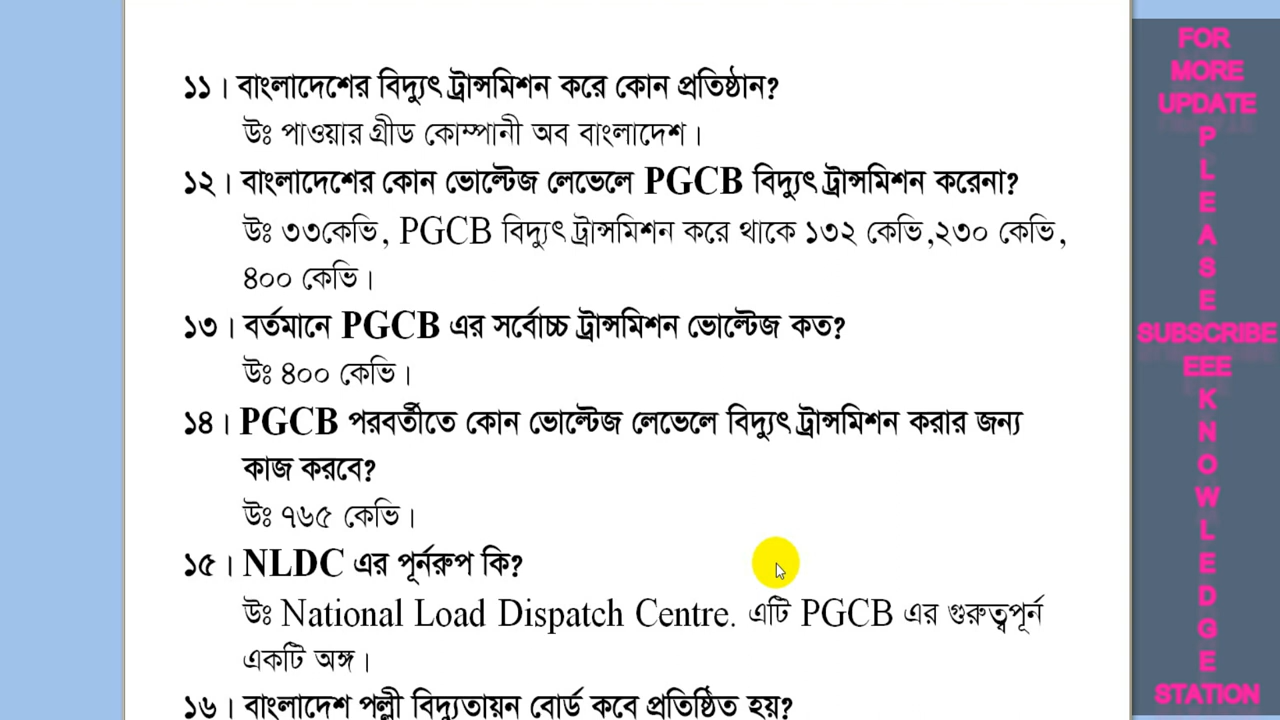 ১১। বাংলাদেশের বিদ্যুৎ ট্রান্সমিশন করে কোন প্রতিষ্ঠান?
উঃ পাওয়ার গ্রীড কোম্পানী অব বাংলাদেশ।
১২। বাংলাদেশের কোন ভোল্টেজ লেভেলে PGCB বিদ্যুৎ ট্রান্সমিশন করেনা?
উঃ ৩৩কেভি, PGCB বিদ্যুৎ ট্রান্সমিশন করে থাকে ১৩২ কেভি,২৩০ কেভি,
৪০০ কেভি।
১৩। বর্তমানে PGCB এর সর্বোচ্চ ট্রান্সমিশন ভোল্টেজ কত?
উঃ ৪০০ কেভি।
১৪। PGCB পরবর্তীতে কোন ভোল্টেজ লেভেলে বিদ্যুৎ ট্রান্সমিশন করার জন্য
কাজ করবে?
উঃ ৭৬৫ কেভি।
১৫। NLDC এর পূর্নরুপ কি?
উঃ National Load Dispatch Centre. এটি PGCB এর গুরুত্বপূর্ন
একটি অঙ্গ।
১৬। বাংলাদেশ পল্লী বিদ্যুতায়ন বোর্ড কবে প্রতিষ্ঠিত হয়?
FOR
MORE
UPDATE
P
L
E
A
S
E
SUBSCRIBE
EEE
K
N
O
W
L
E
D
G
E
STATION